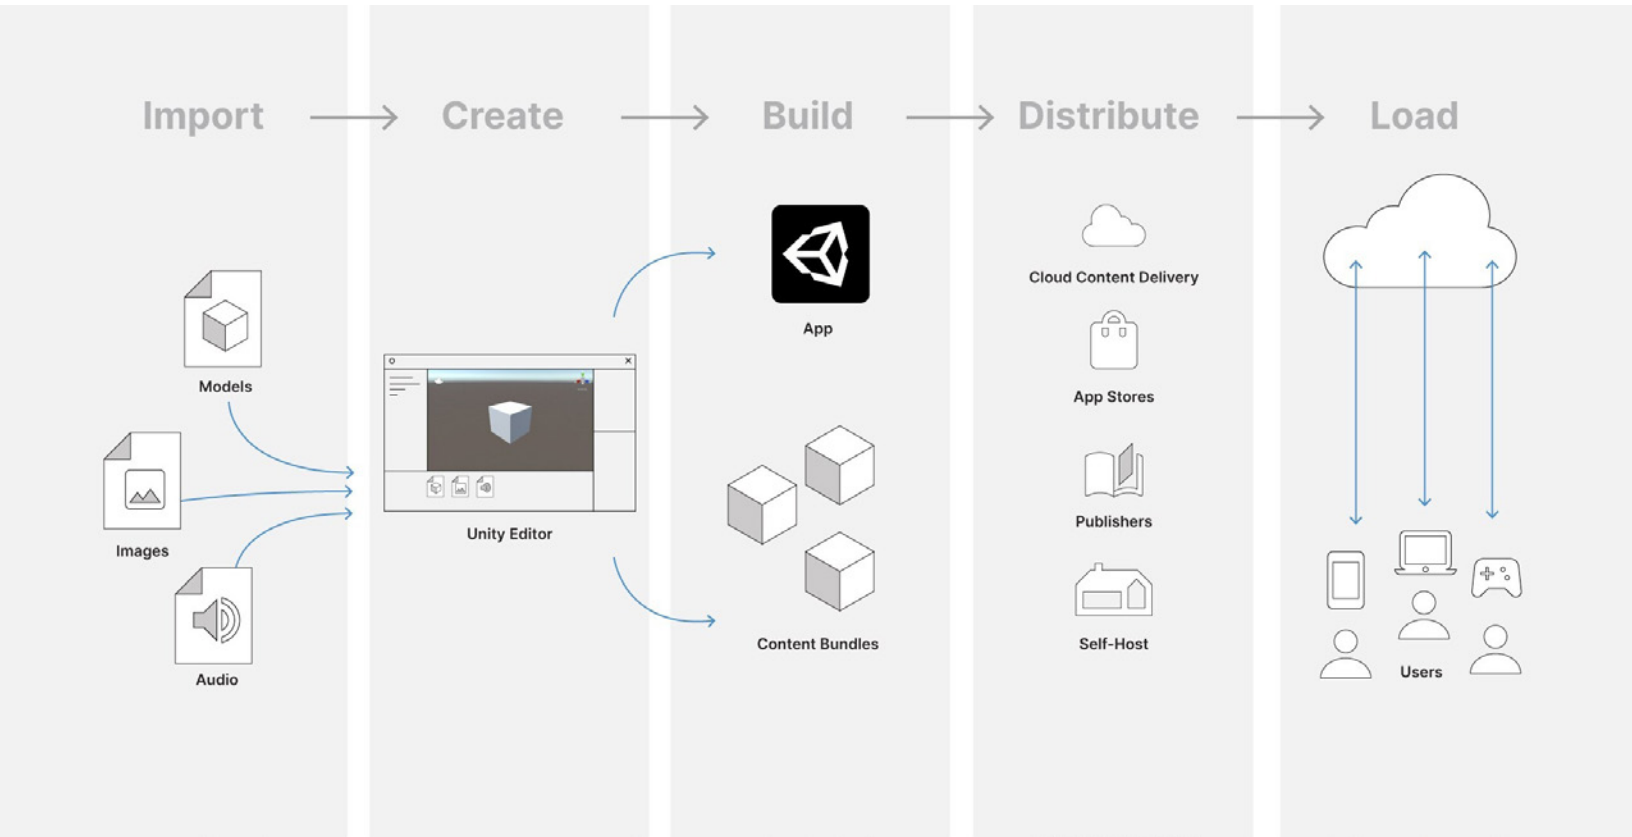 Import
Create
Build
Distribute
Load
Models
Images
Audio
Unity Editor
App
Content Bundles
Cloud Content Delivery
App Stores
Publishers
Self-Host
Users